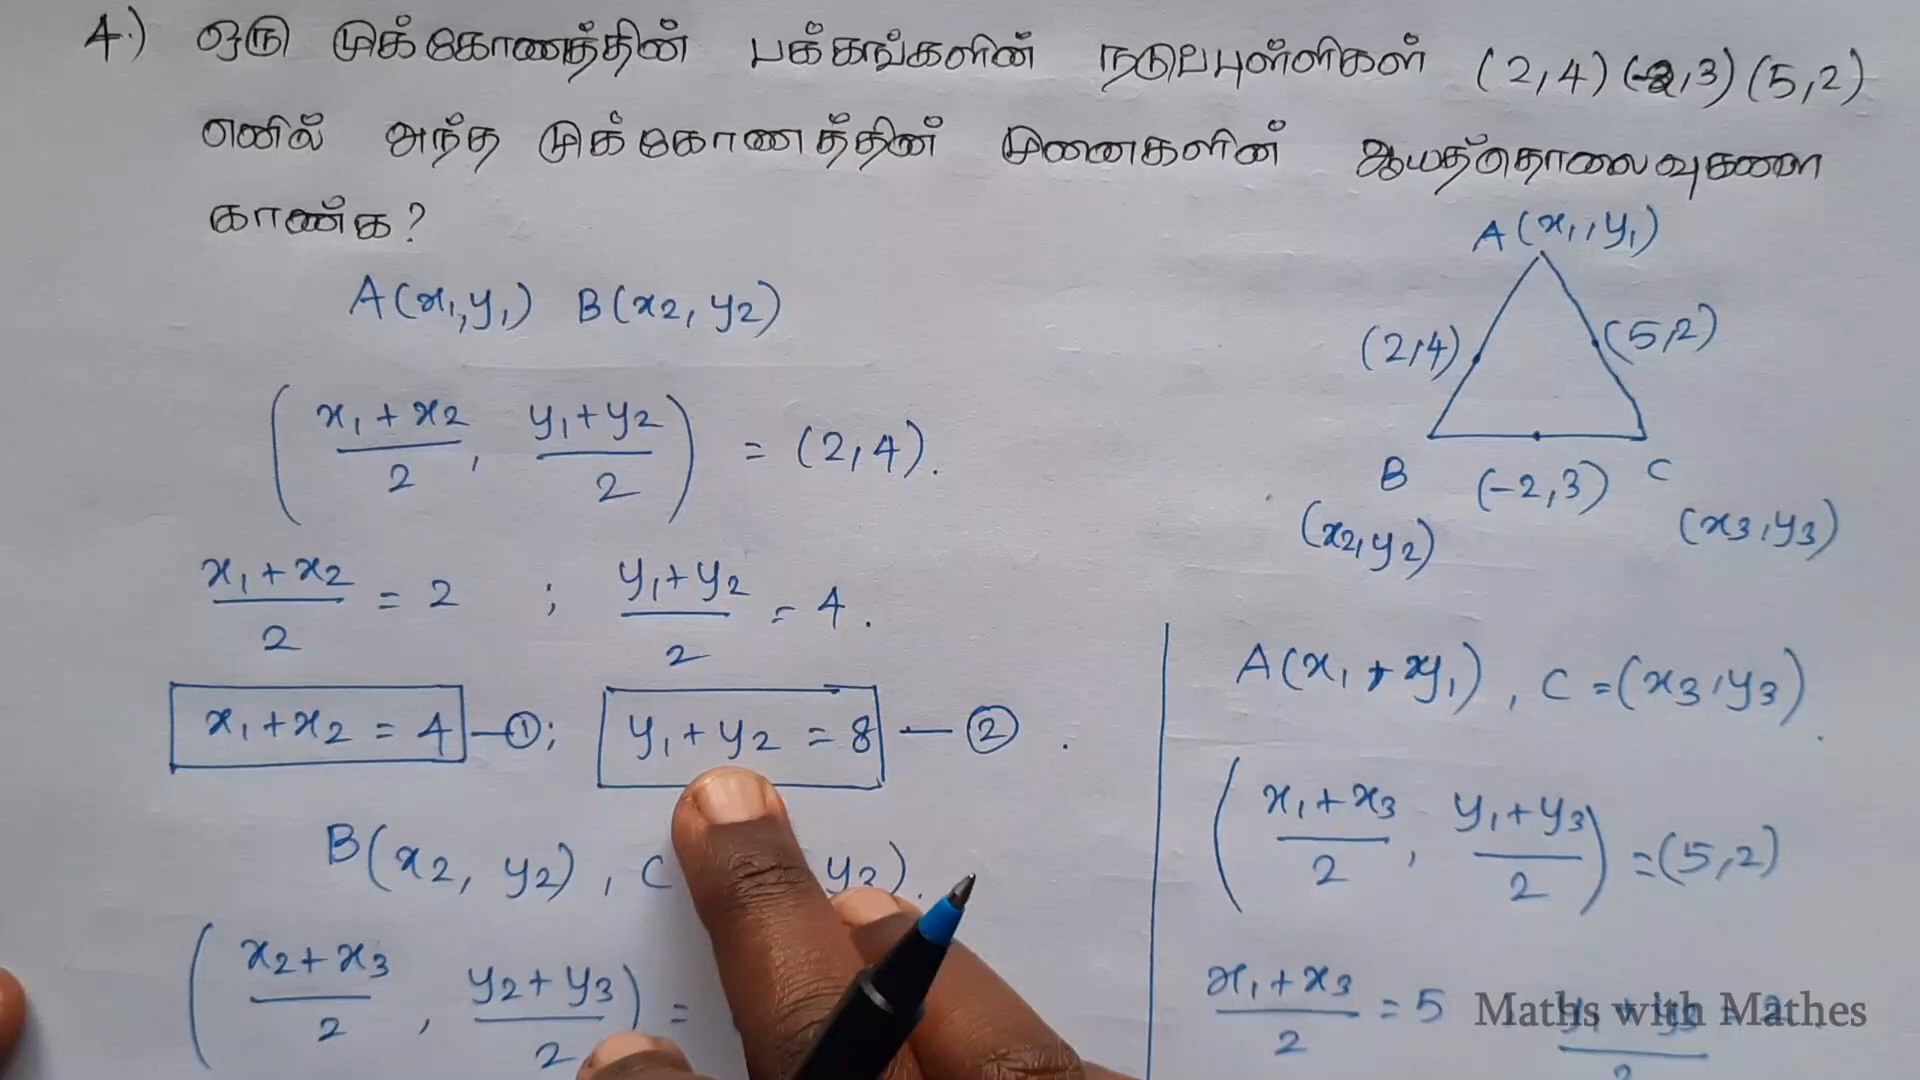 4.) ஒரு முக்கோணத்தின் பக்கங்களின் நடுப்புள்ளிகள் (2,4) (-2,3) (5,2)
எனில் அந்த முக்கோணத்தின் முனைகளின் ஆயத்தொலைவுகளை
காண்க?
A(x₁,y₁)
(2,4) (5,2)
B (-2,3) C
(x₂,y₂) (x₃,y₃)
A(x₁,y₁) B(x₂,y₂)
((x₁+x₂)/2, (y₁+y₂)/2) = (2,4).
(x₁+x₂)/2 = 2 ; (y₁+y₂)/2 = 4.
x₁+x₂ = 4 —①; y₁+y₂ = 8 —②
B(x₂, y₂), C y₃).
((x₂+x₃)/2, (y₂+y₃)/2) =
A(x₁, y₁), C=(x₃,y₃)
((x₁+x₃)/2, (y₁+y₃)/2) =(5,2)
(x₁+x₃)/2 = 5
Maths with Mathes